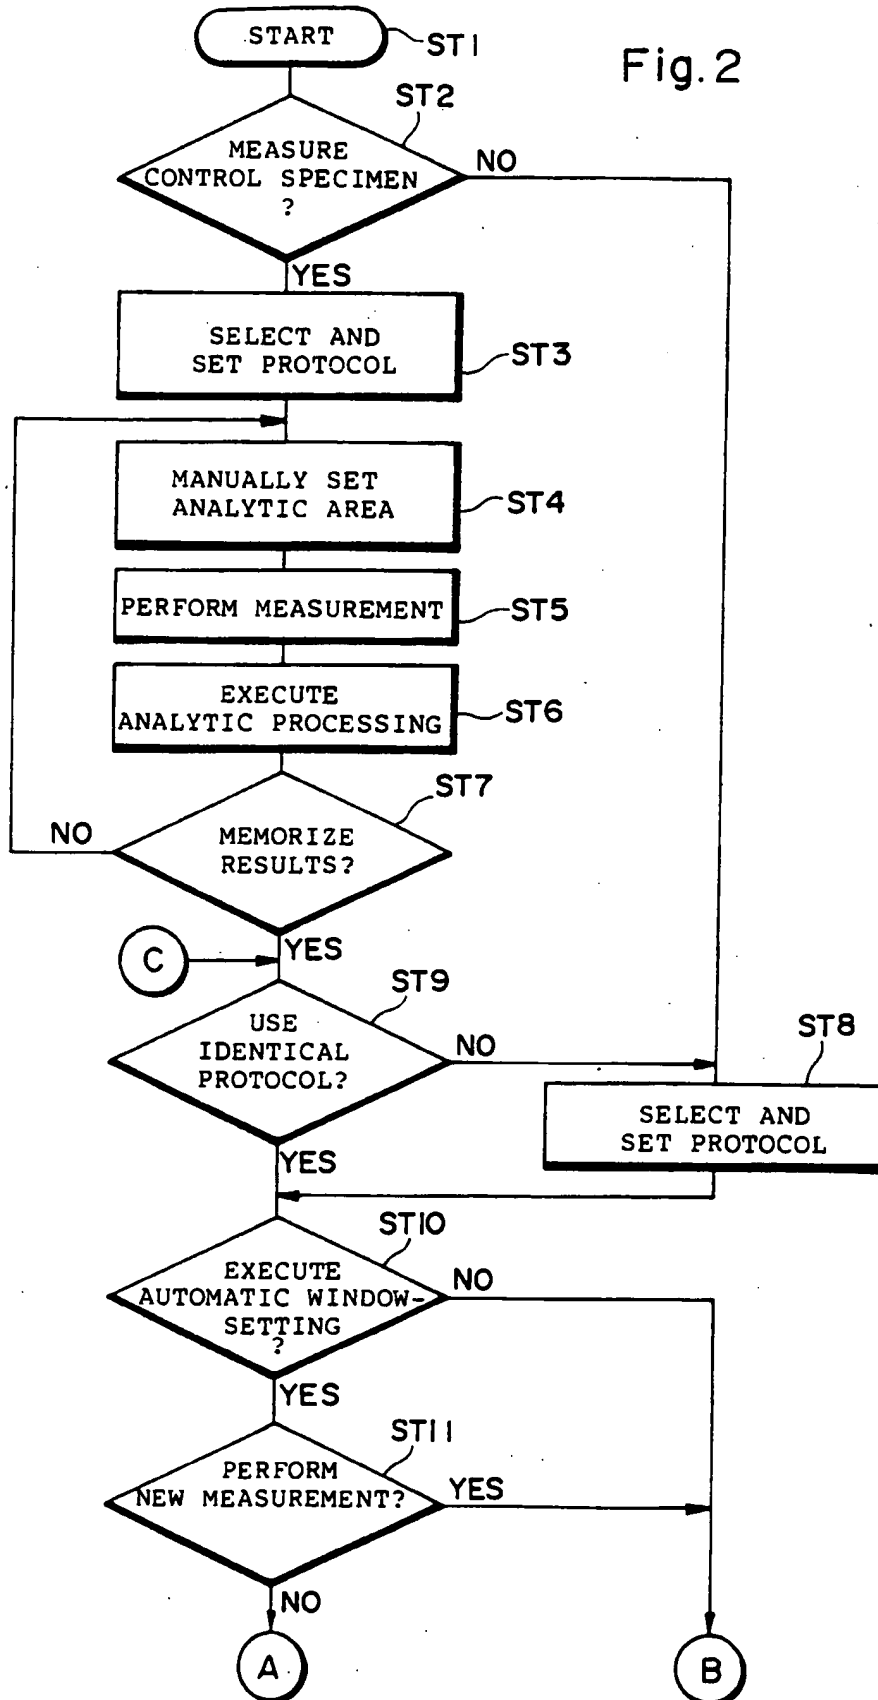 START
ST1
Fig. 2
ST2
MEASURE
CONTROL SPECIMEN
?
NO
YES
SELECT AND
SET PROTOCOL
ST3
MANUALLY SET
ANALYTIC AREA
ST4
PERFORM MEASUREMENT
ST5
EXECUTE
ANALYTIC PROCESSING
ST6
ST7
MEMORIZE
RESULTS?
NO
YES
C
ST9
USE
IDENTICAL
PROTOCOL?
NO
YES
ST8
SELECT AND
SET PROTOCOL
ST10
EXECUTE
AUTOMATIC WINDOW-
SETTING
?
NO
YES
ST11
PERFORM
NEW MEASUREMENT?
YES
NO
A
B